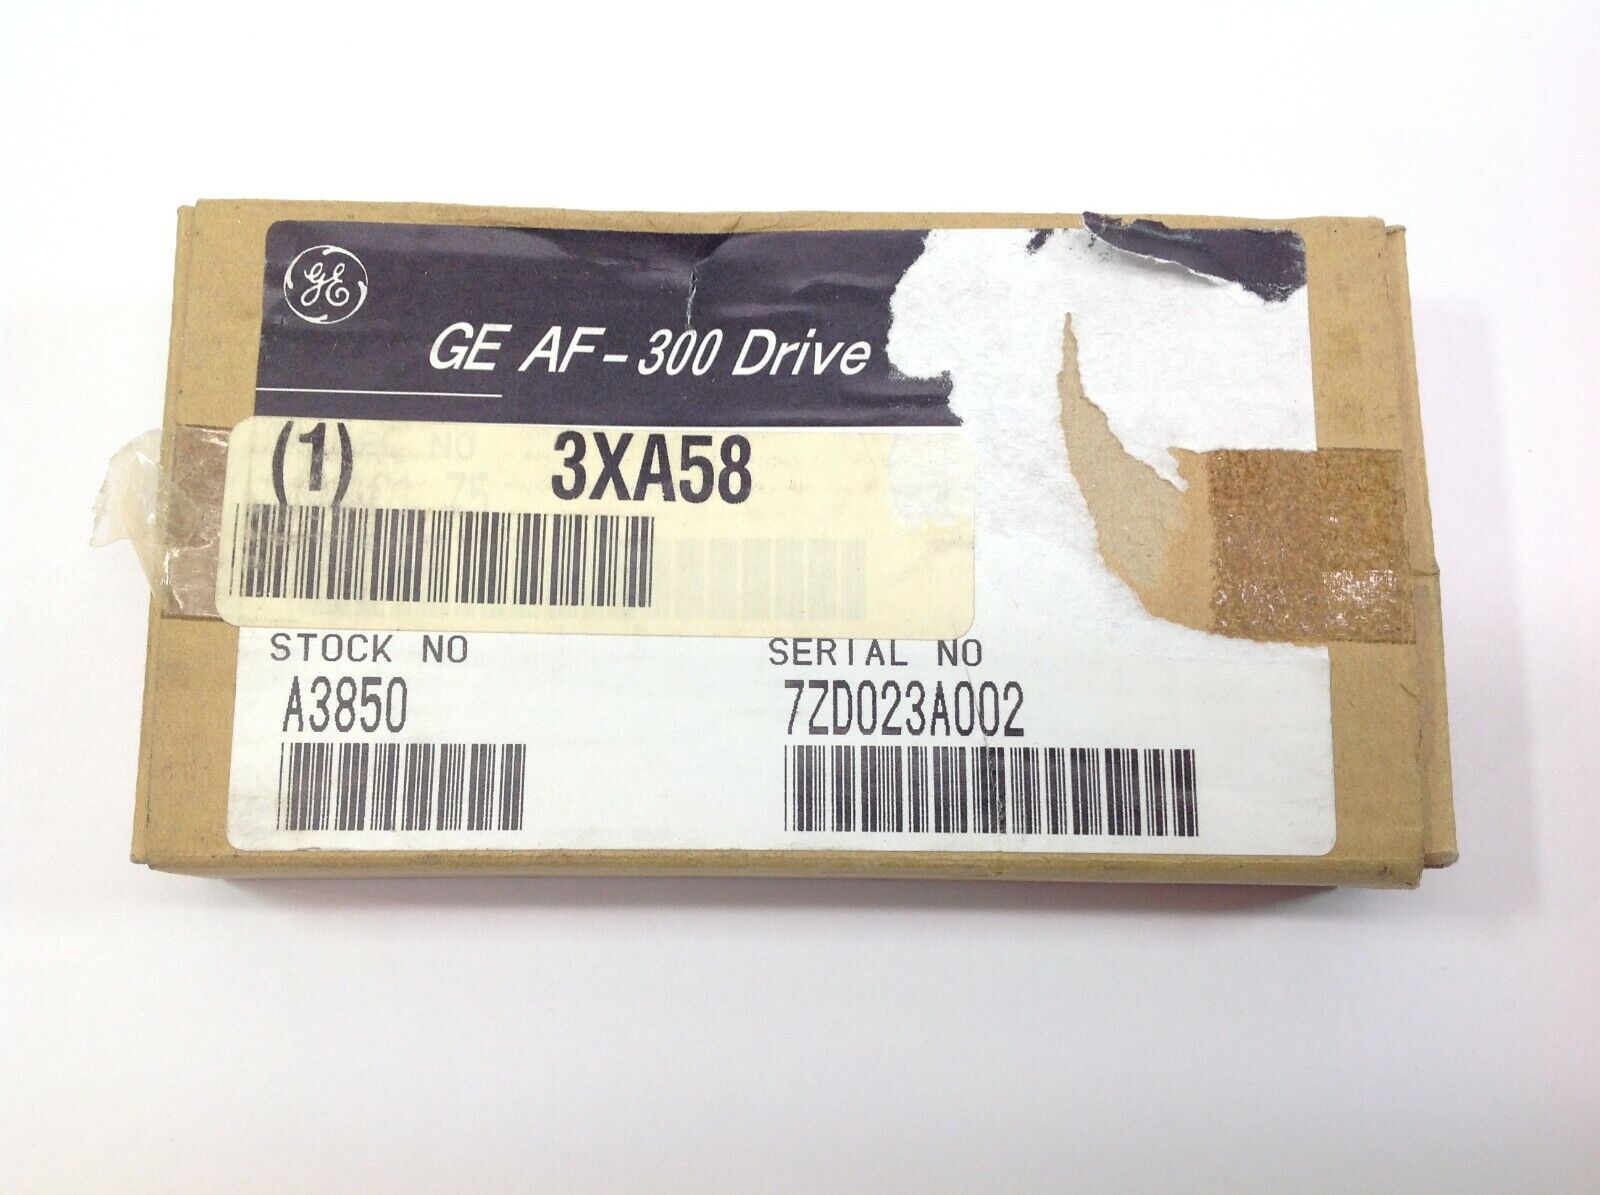 GE
GE AF-300 Drive
(1) 3XA58
STOCK NO SERIAL NO
A3850 7ZD023A002